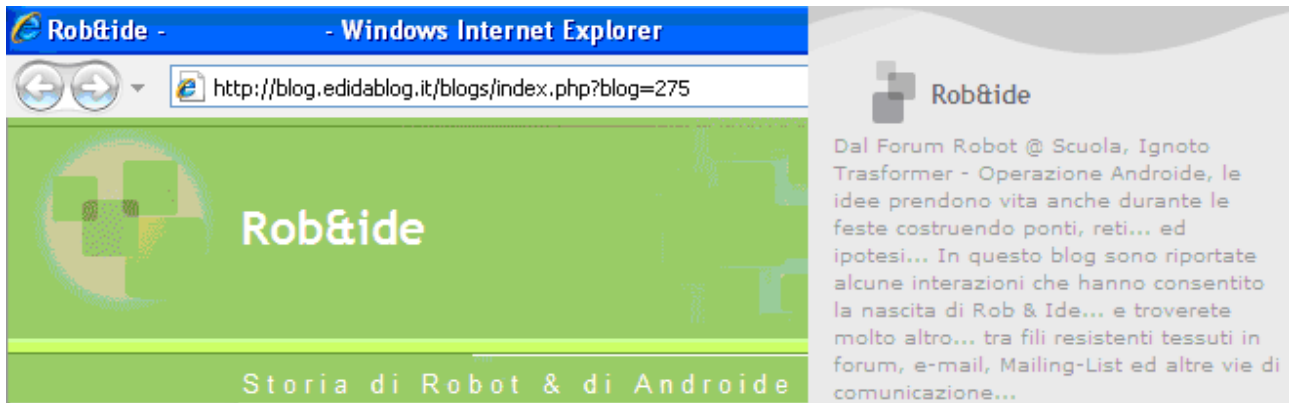 Rob&ide - - Windows Internet Explorer
http://blog.edidablog.it/blogs/index.php?blog=275
Rob&ide
Storia di Robot & di Androide
Rob&ide
Dal Forum Robot @ Scuola, Ignoto
Trasformer - Operazione Androide, le
idee prendono vita anche durante le
feste costruendo ponti, reti... ed
ipotesi... In questo blog sono riportate
alcune interazioni che hanno consentito
la nascita di Rob & Ide... e troverete
molto altro... tra fili resistenti tessuti in
forum, e-mail, Mailing-List ed altre vie di
comunicazione...